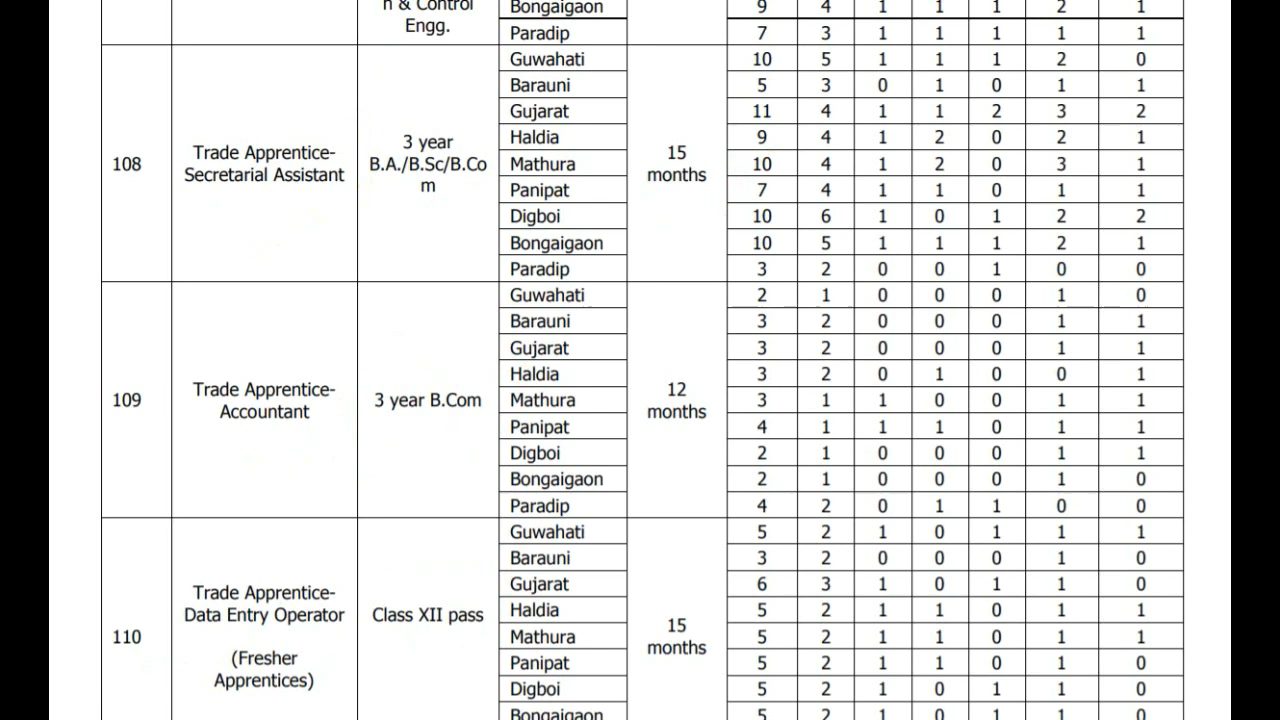 n & Control
Engg.
Bongaigaon 9 4 1 1 1 2 1
Paradip 7 3 1 1 1 1 1
108
Trade Apprentice-
Secretarial Assistant
3 year
B.A./B.Sc/B.Co
m
15
months
Guwahati 10 5 1 1 1 2 0
Barauni 5 3 0 1 0 1 1
Gujarat 11 4 1 1 2 3 2
Haldia 9 4 1 2 0 2 1
Mathura 10 4 1 2 0 3 1
Panipat 7 4 1 1 0 1 1
Digboi 10 6 1 0 1 2 2
Bongaigaon 10 5 1 1 1 2 1
Paradip 3 2 0 0 1 0 0
109
Trade Apprentice-
Accountant
3 year B.Com
12
months
Guwahati 2 1 0 0 0 1 0
Barauni 3 2 0 0 0 1 1
Gujarat 3 2 0 0 0 1 1
Haldia 3 2 0 1 0 0 1
Mathura 3 1 1 0 0 1 1
Panipat 4 1 1 1 0 1 1
Digboi 2 1 0 0 0 1 1
Bongaigaon 2 1 0 0 0 1 0
Paradip 4 2 0 1 1 0 0
110
Trade Apprentice-
Data Entry Operator
(Fresher
Apprentices)
Class XII pass
15
months
Guwahati 5 2 1 0 1 1 1
Barauni 3 2 0 0 0 1 0
Gujarat 6 3 1 0 1 1 0
Haldia 5 2 1 1 0 1 1
Mathura 5 2 1 1 0 1 1
Panipat 5 2 1 1 0 1 0
Digboi 5 2 1 0 1 1 0
Bongaigaon 5 2 1 0 1 1 0